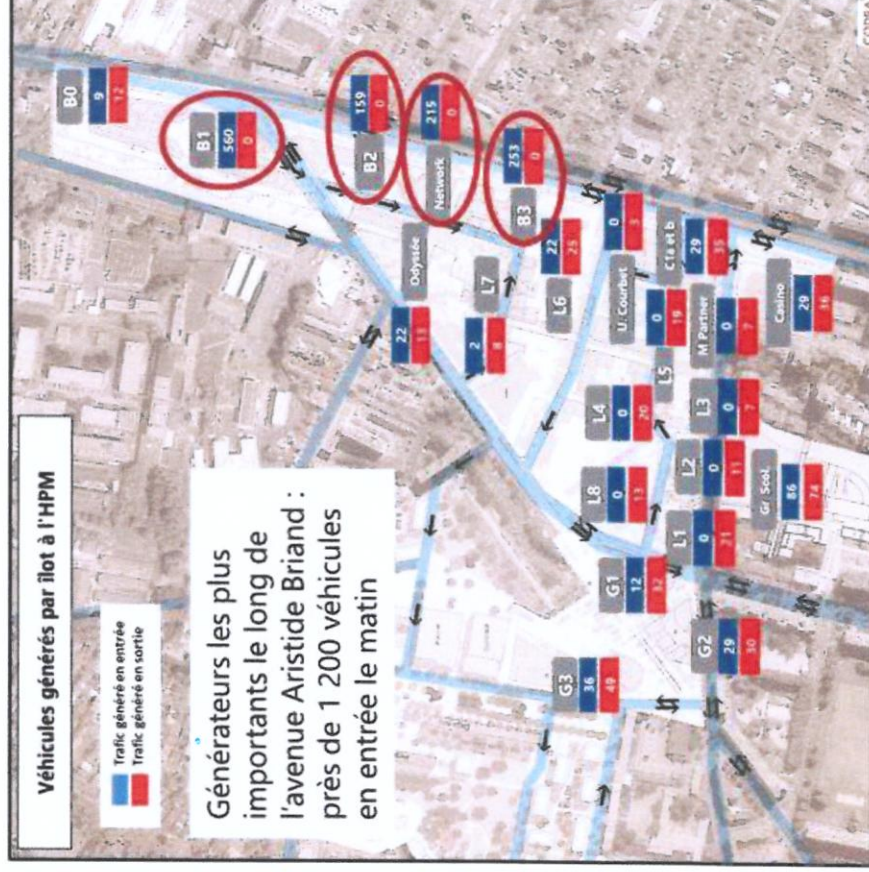 Véhicules générés par îlot à l'HPM
Trafic généré en entrée
Trafic généré en sortie
Générateurs les plus
importants le long de
l'avenue Aristide Briand :
près de 1 200 véhicules
en entrée le matin
B0
9
12
B1
560
0
B2
159
0
Network
215
0
B3
253
0
Odyssée
22
13
L7
2
8
L6
22
25
U. Courbet
0
3
C1a et b
29
35
L5
0
19
M Partner
0
7
Casino
29
36
L4
0
20
L3
0
7
L8
0
13
L2
0
11
Gr Scol.
86
74
L1
0
21
G1
12
32
G2
29
30
G3
36
49